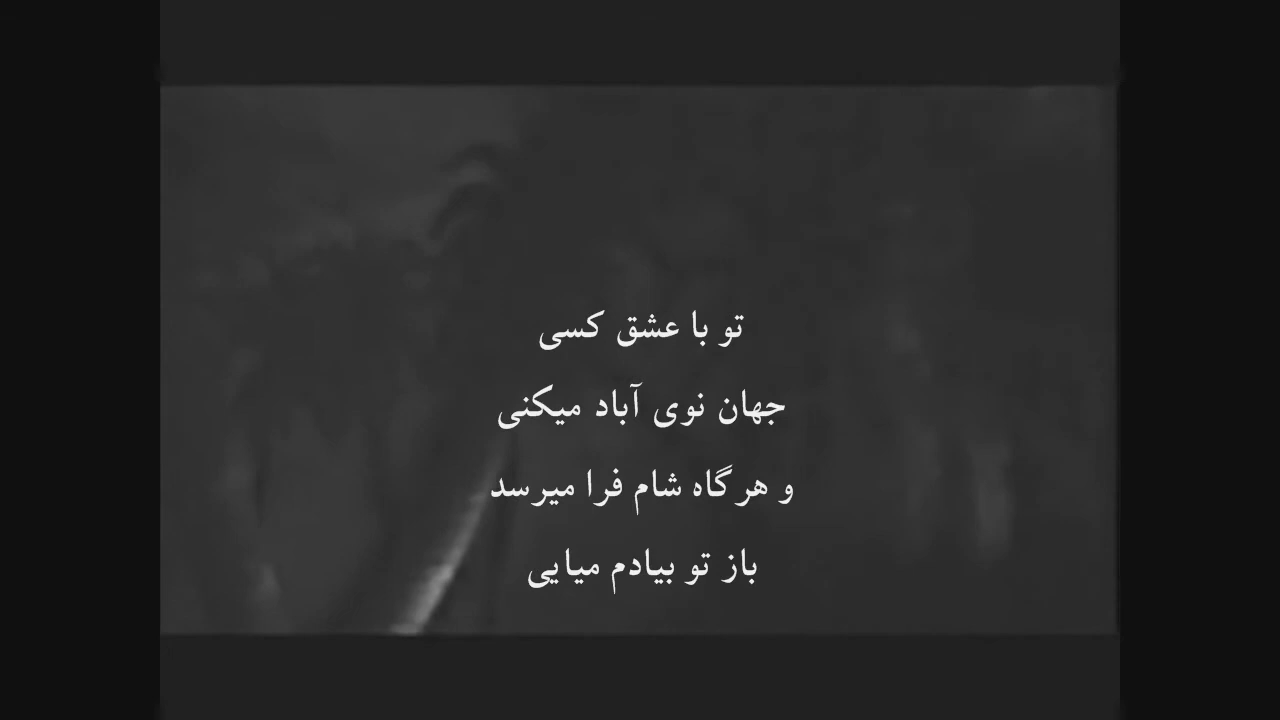 تو با عشق کسی
جهان نوی آباد میکنی
و هرگاه شام فرا میرسد
باز تو بیادم میایی